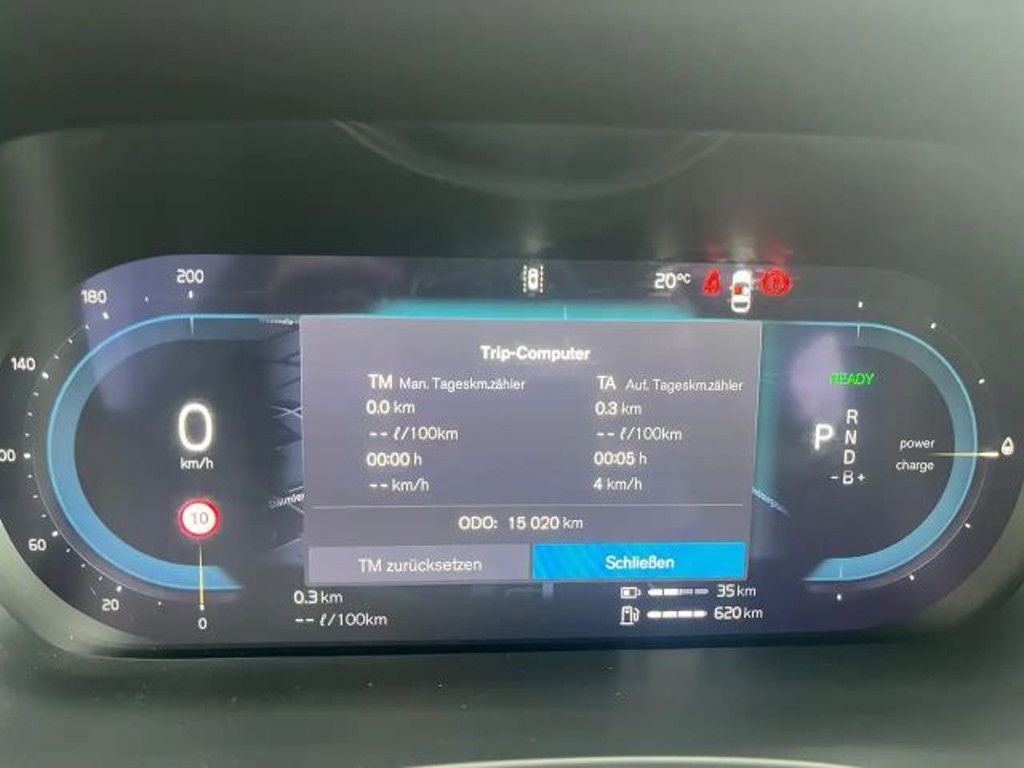 200
180
20°C
140
Trip-Computer
TM Man. Tageskm.zähler
TA Aut. Tageskm.zähler
READY
0.0 km
0.3 km
0
km/h
-- ℓ/100km
-- ℓ/100km
P
R
N
D
-B+
power
charge
00:00 h
00:05 h
-- km/h
4 km/h
10
ODO: 15 020 km
60
TM zurücksetzen
Schließen
20
0
0.3 km
-- ℓ/100km
35 km
620 km